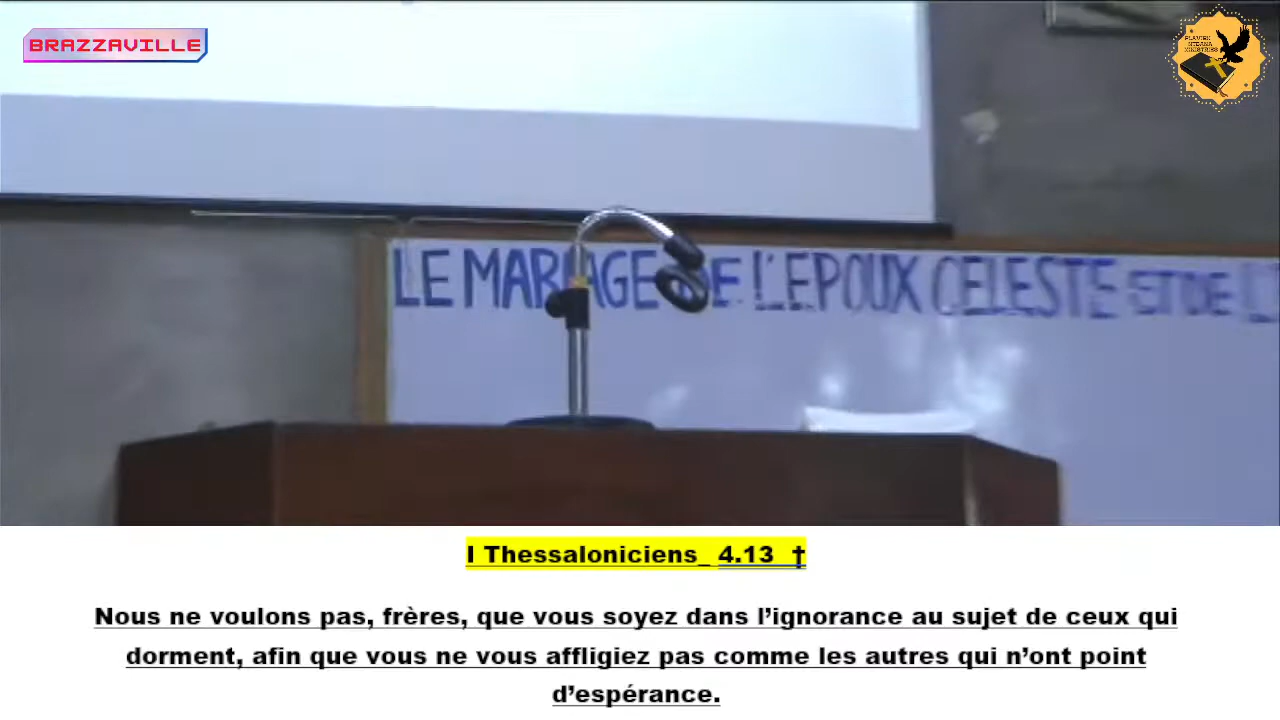 BRAZZAVILLE
FLAVIEN
MINISTRIES
LE MARIAGE DE L'EPOUX CELESTE ET DE L'
I Thessaloniciens_ 4.13 †
Nous ne voulons pas, frères, que vous soyez dans l’ignorance au sujet de ceux qui
dorment, afin que vous ne vous affligiez pas comme les autres qui n’ont point
d’espérance.